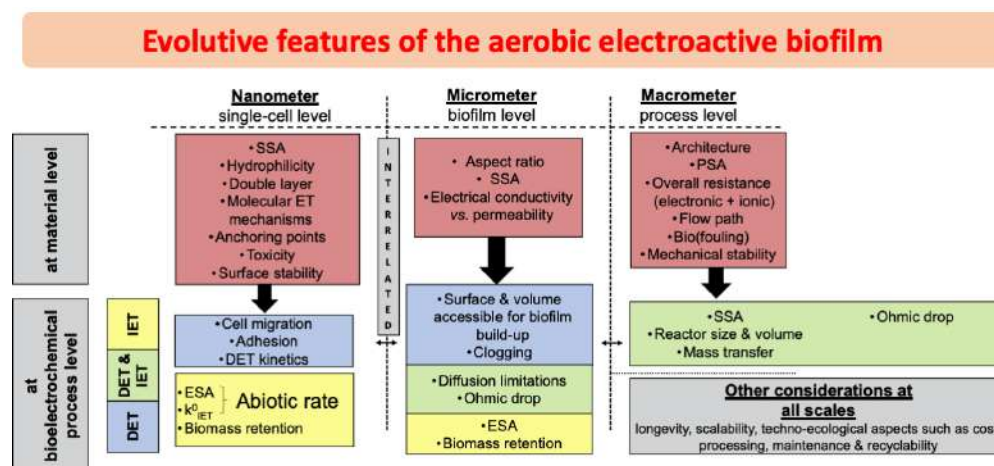 Evolutive features of the aerobic electroactive biofilm
Nanometer
single-cell level
Micrometer
biofilm level
Macrometer
process level
at material level
• SSA
• Hydrophilicity
• Double layer
• Molecular ET
mechanisms
• Anchoring points
• Toxicity
• Surface stability
INTERRELATED
• Aspect ratio
• SSA
• Electrical conductivity
vs. permeability
• Architecture
• PSA
• Overall resistance
(electronic + ionic)
• Flow path
• Bio(fouling)
• Mechanical stability
at
bioelectrochemical
process level
IET
DET &
IET
DET
• Cell migration
• Adhesion
• DET kinetics
• ESA
• k⁰IET
Abiotic rate
• Biomass retention
• Surface & volume
accessible for biofilm
build-up
• Clogging
• Diffusion limitations
• Ohmic drop
• ESA
• Biomass retention
• SSA
• Reactor size & volume
• Mass transfer
• Ohmic drop
Other considerations at
all scales
longevity, scalability, techno-ecological aspects such as cos
processing, maintenance & recyclability